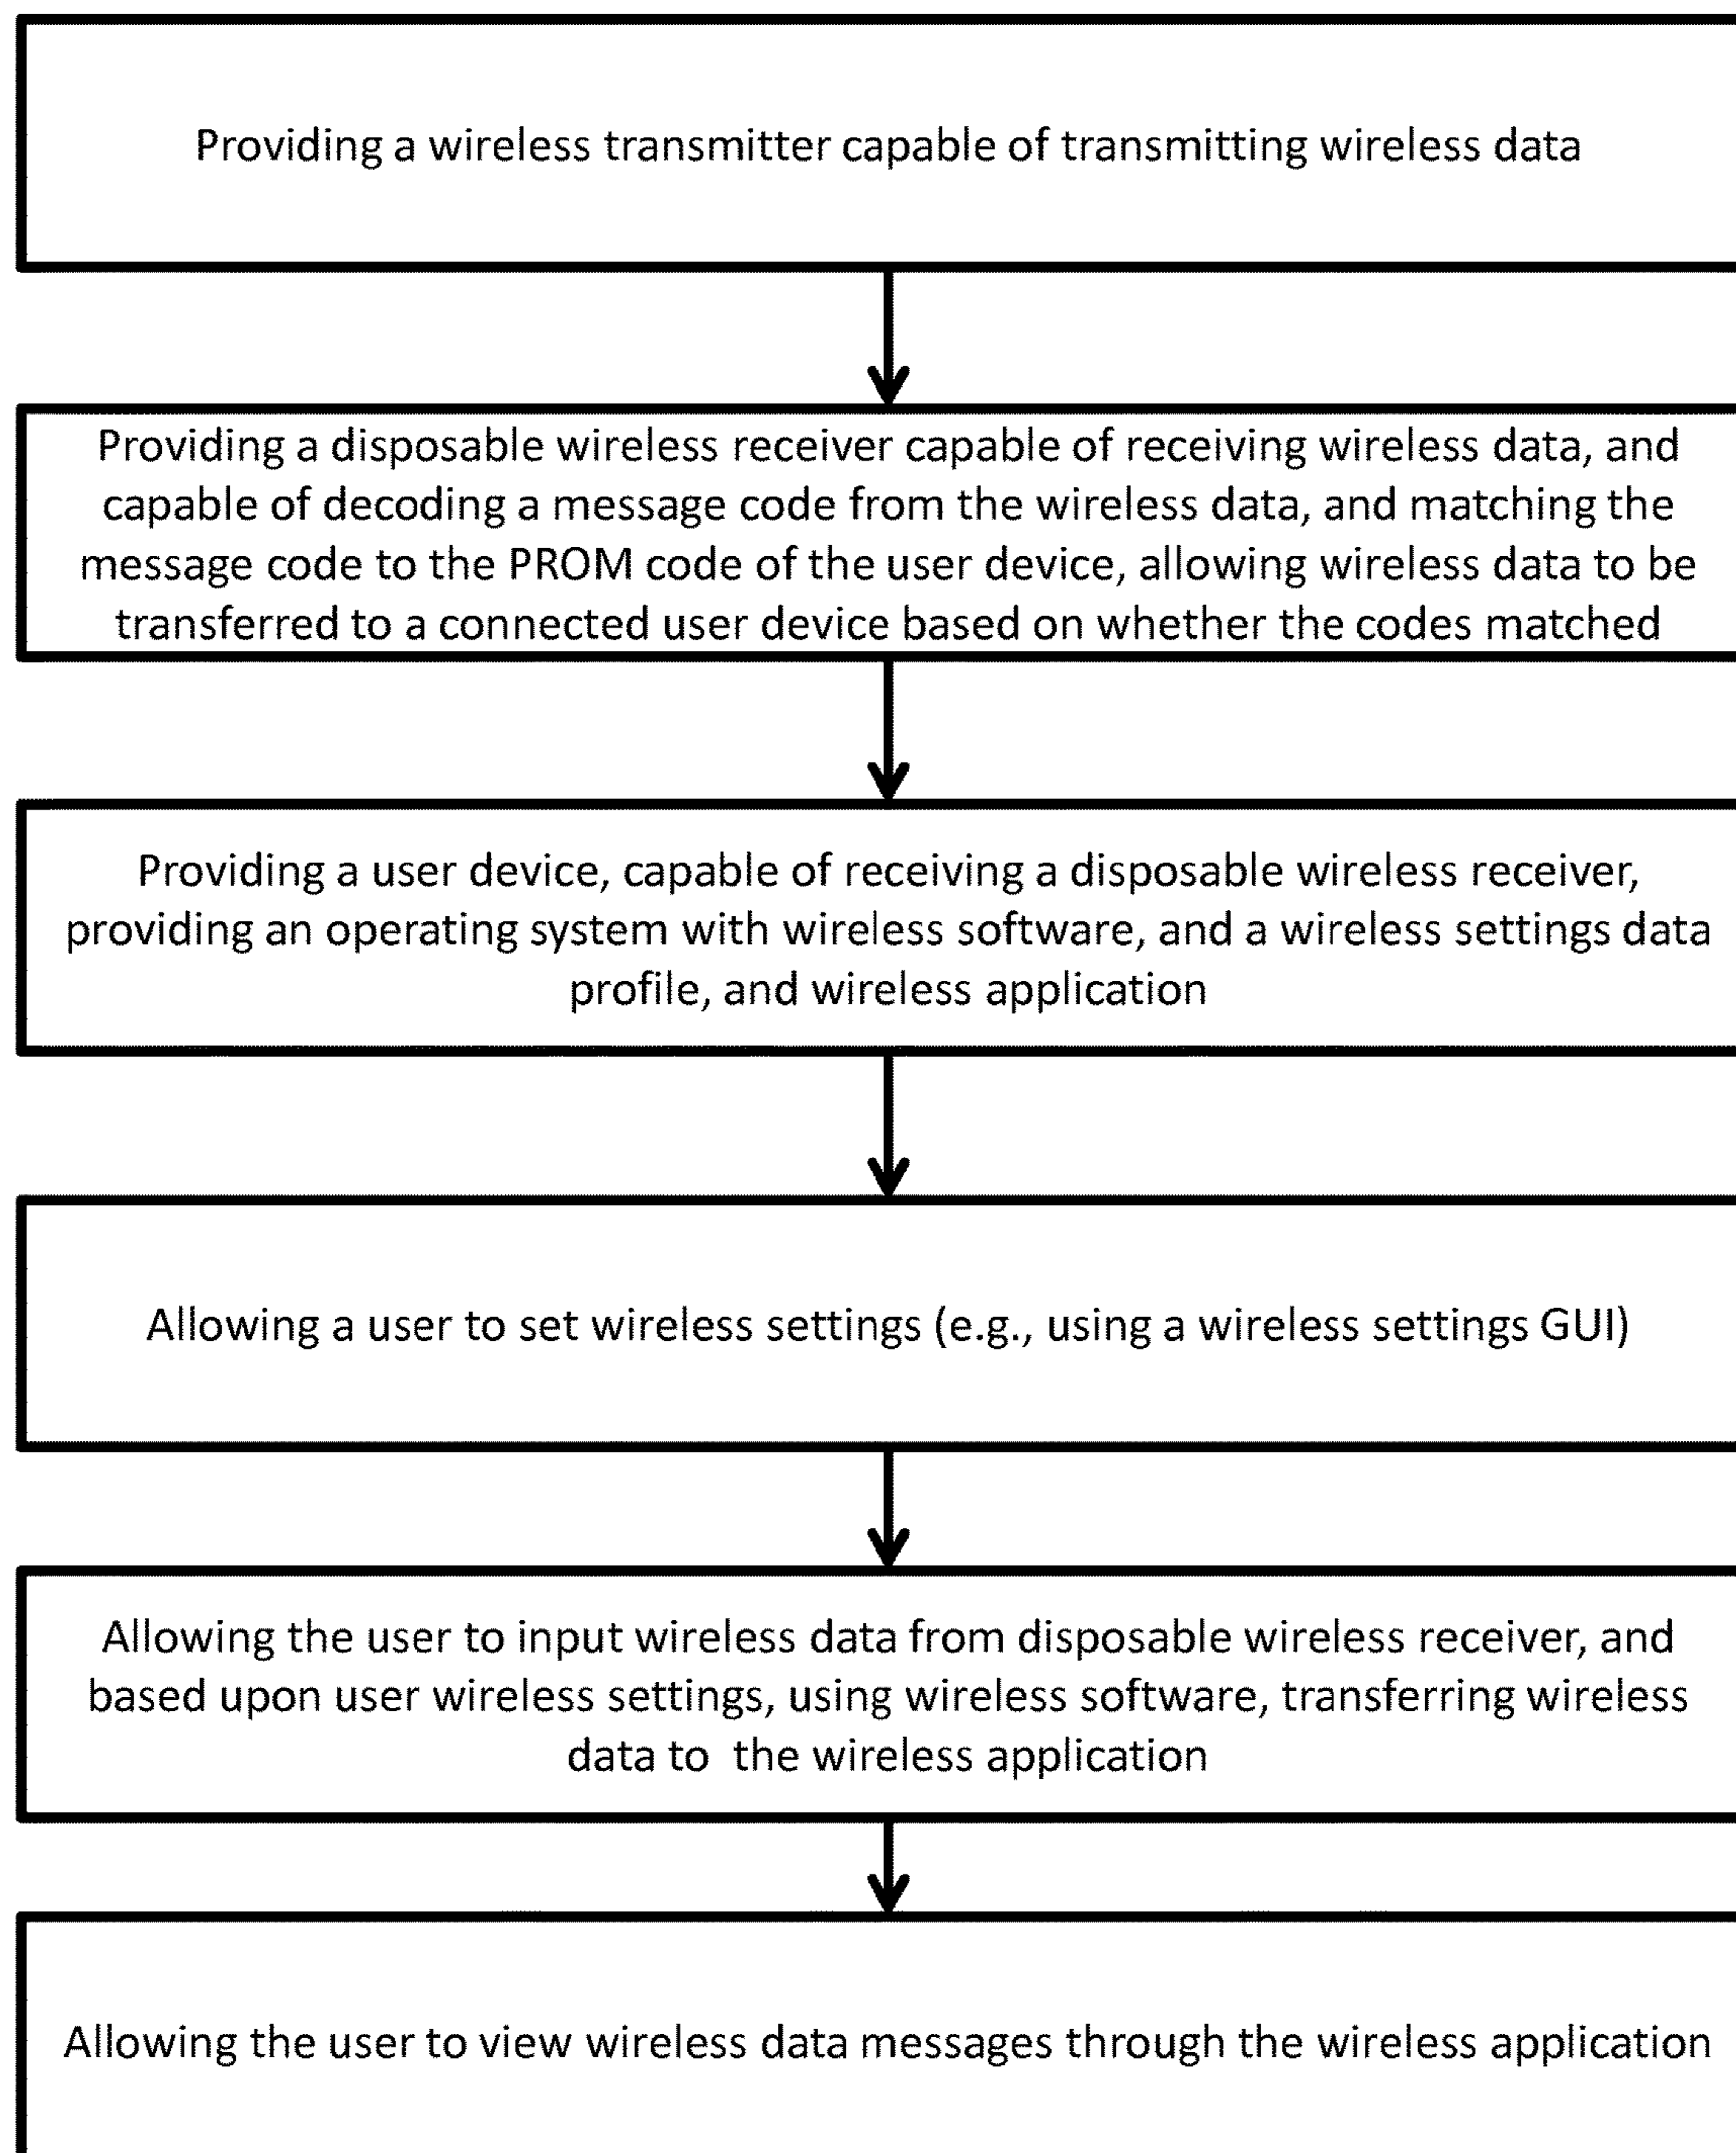 Providing a wireless transmitter capable of transmitting wireless data
Providing a disposable wireless receiver capable of receiving wireless data, and
capable of decoding a message code from the wireless data, and matching the
message code to the PROM code of the user device, allowing wireless data to be
transferred to a connected user device based on whether the codes matched
Providing a user device, capable of receiving a disposable wireless receiver,
providing an operating system with wireless software, and a wireless settings data
profile, and wireless application
Allowing a user to set wireless settings (e.g., using a wireless settings GUI)
Allowing the user to input wireless data from disposable wireless receiver, and
based upon user wireless settings, using wireless software, transferring wireless
data to the wireless application
Allowing the user to view wireless data messages through the wireless application